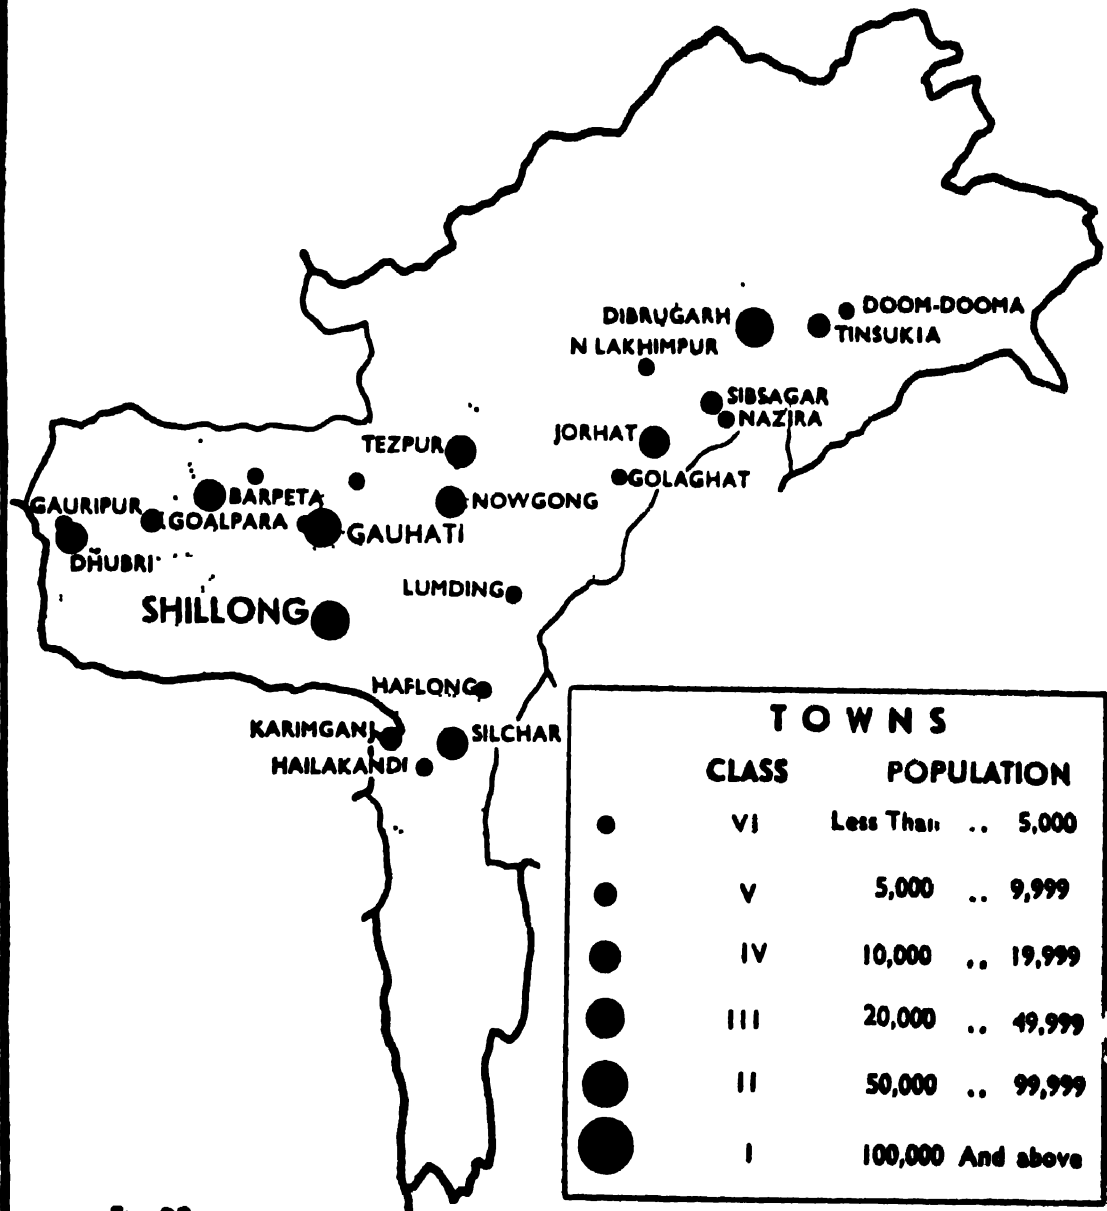 DOOM-DOOMA
DIBRUGARH
TINSUKIA
N LAKHIMPUR
SIBSAGAR
NAZIRA
JORHAT
TEZPUR
GOLAGHAT
BARPETA
NOWGONG
GAURIPUR
GOALPARA
GAUHATI
DHUBRI
LUMDING
SHILLONG
HAFLONG
KARIMGANJ
SILCHAR
HAILAKANDI
TOWNS
CLASS POPULATION
VI Less Than .. 5,000
V 5,000 .. 9,999
IV 10,000 .. 19,999
III 20,000 .. 49,999
II 50,000 .. 99,999
I 100,000 And above